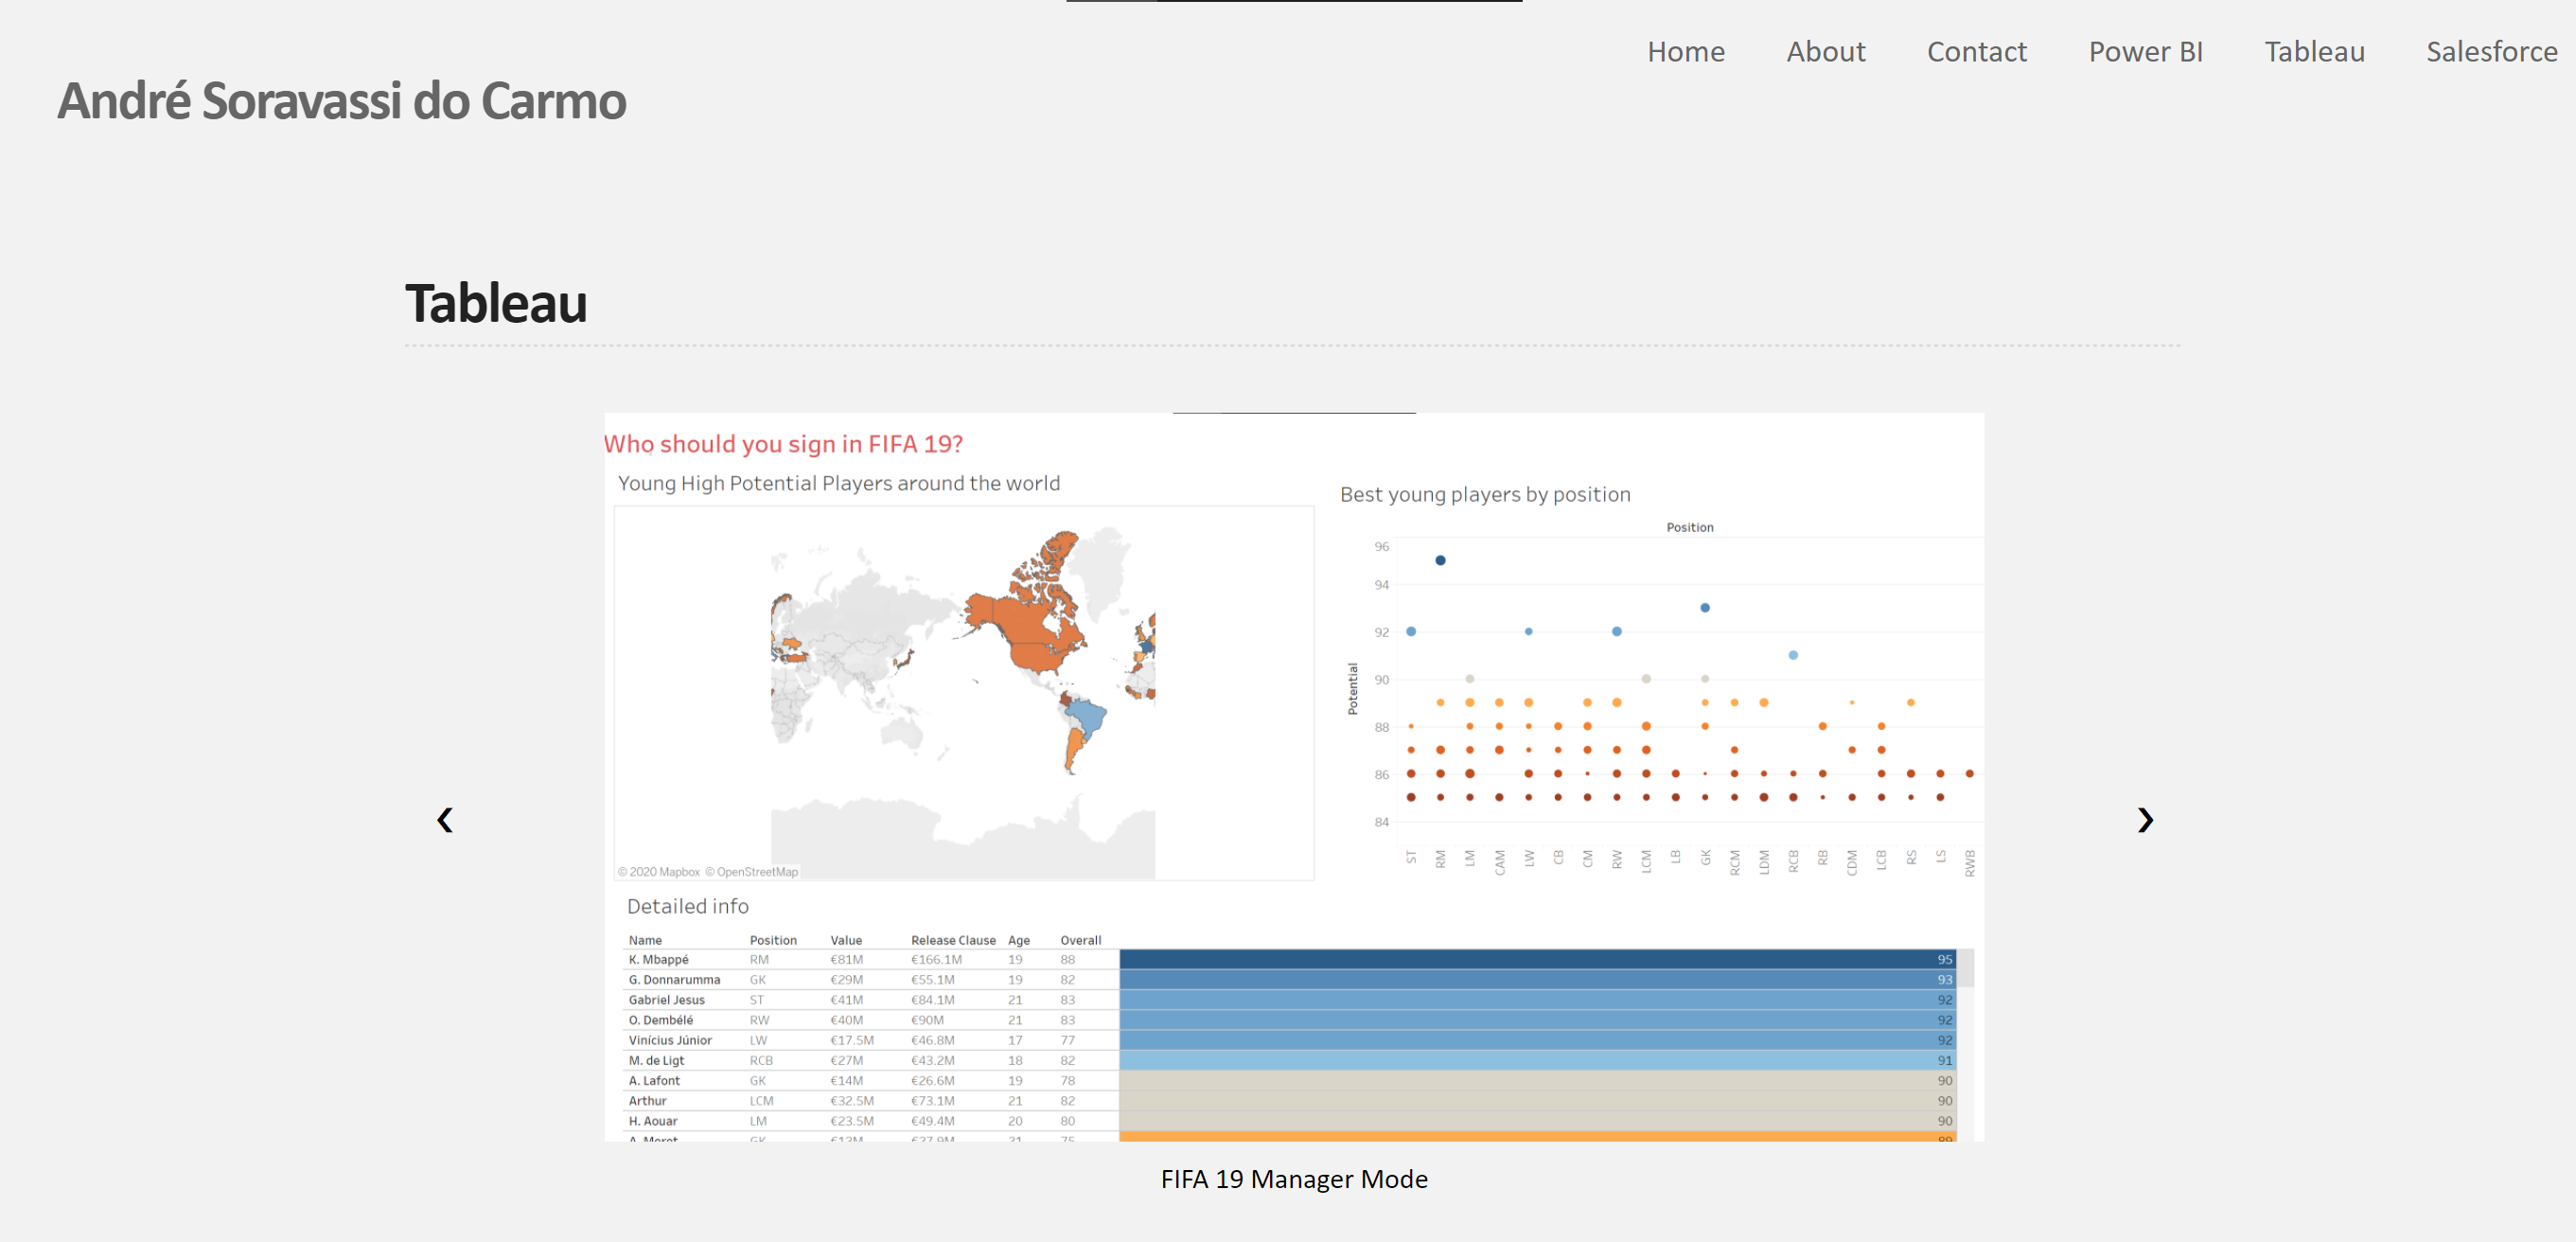 Home About Contact Power BI Tableau Salesforce
André Soravassi do Carmo
Tableau
Who should you sign in FIFA 19?
Young High Potential Players around the world
© 2020 Mapbox © OpenStreetMap
Best young players by position
Position
Potential
96
94
92
90
88
86
84
ST RM LM CAM LW CB CM RW LCM LB GK RCM LDM RCB RB CDM LCB RS LS RWB
Detailed info
Name Position Value Release Clause Age Overall
K. Mbappé RM €81M €166.1M 19 88 95
G. Donnarumma GK €29M €55.1M 19 82 93
Gabriel Jesus ST €41M €84.1M 21 83 92
O. Dembélé RW €40M €90M 21 83 92
Vinícius Júnior LW €17.5M €46.8M 17 77 92
M. de Ligt RCB €27M €43.2M 18 82 91
A. Lafont GK €14M €26.6M 19 78 90
Arthur LCM €32.5M €73.1M 21 82 90
H. Aouar LM €23.5M €49.4M 20 80 90
‹
›
FIFA 19 Manager Mode